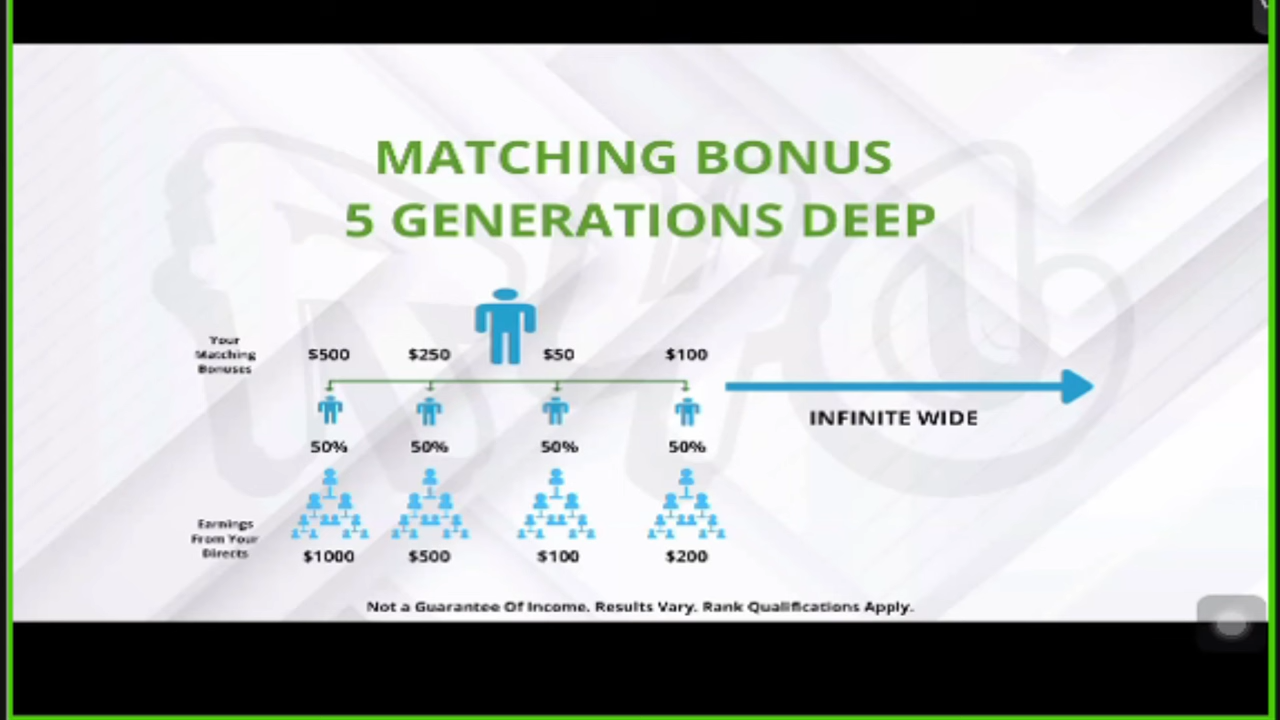 MATCHING BONUS
5 GENERATIONS DEEP
Your
Matching
Bonuses
$500 $250 $50 $100
INFINITE WIDE
50% 50% 50% 50%
Earnings
From Your
Directs
$1000 $500 $100 $200
Not a Guarantee Of Income. Results Vary. Rank Qualifications Apply.